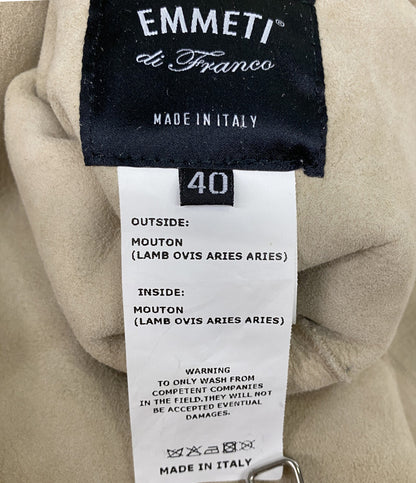 EMMETI®
di Franco
MADE IN ITALY
40
OUTSIDE:
MOUTON
(LAMB OVIS ARIES ARIES)
INSIDE:
MOUTON
(LAMB OVIS ARIES ARIES)
WARNING
TO ONLY WASH FROM
COMPETENT COMPANIES
IN THE FIELD.THEY WILL NOT
BE ACCEPTED EVENTUAL
DAMAGES.
MADE IN ITALY